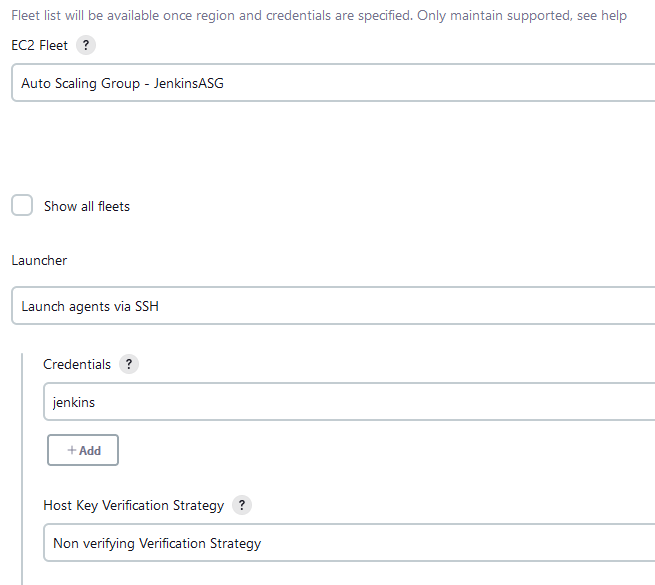 Fleet list will be available once region and credentials are specified. Only maintain supported, see help
EC2 Fleet ?
Auto Scaling Group - JenkinsASG
Show all fleets
Launcher
Launch agents via SSH
Credentials ?
jenkins
+ Add
Host Key Verification Strategy ?
Non verifying Verification Strategy